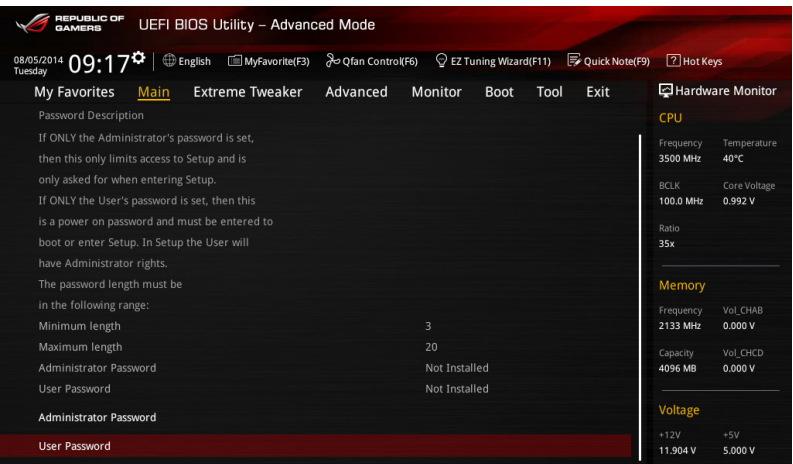 REPUBLIC OF
GAMERS
UEFI BIOS Utility – Advanced Mode
08/05/2014
Tuesday
09:17
English
MyFavorite(F3)
Qfan Control(F6)
EZ Tuning Wizard(F11)
Quick Note(F9)
? Hot Keys
My Favorites
Main
Extreme Tweaker
Advanced
Monitor
Boot
Tool
Exit
Password Description
If ONLY the Administrator's password is set,
then this only limits access to Setup and is
only asked for when entering Setup.
If ONLY the User's password is set, then this
is a power on password and must be entered to
boot or enter Setup. In Setup the User will
have Administrator rights.
The password length must be
in the following range:
Minimum length 3
Maximum length 20
Administrator Password Not Installed
User Password Not Installed
Administrator Password
User Password
Hardware Monitor
CPU
Frequency Temperature
3500 MHz 40°C
BCLK Core Voltage
100.0 MHz 0.992 V
Ratio
35x
Memory
Frequency Vol_CHAB
2133 MHz 0.000 V
Capacity Vol_CHCD
4096 MB 0.000 V
Voltage
+12V +5V
11.904 V 5.000 V